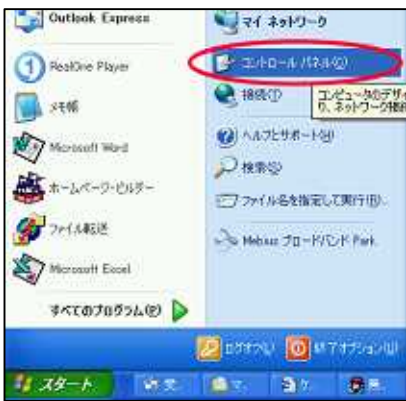 Outlook Express
RealOne Player
メモ帳
Microsoft Word
ホームページ・ビルダー
ファイル転送
Microsoft Excel
すべてのプログラム(P)
マイ ネットワーク
コントロール パネル(C)
接続(T)
コンピュータのデザイ
り、ネットワーク接続
ヘルプとサポート(H)
検索(S)
ファイル名を指定して実行(R)...
Mebius ブロードバンド Park
ログオフ(L)
終了オプション(U)
スタート